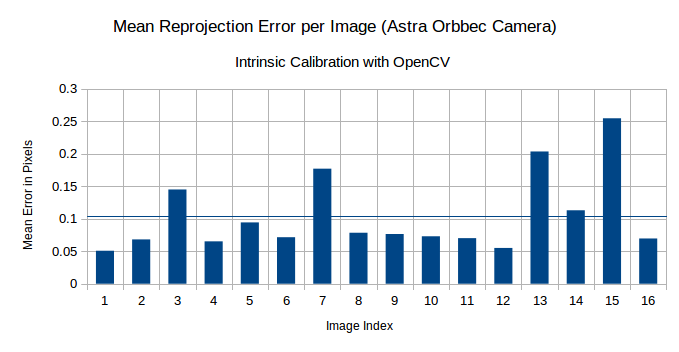 Mean Reprojection Error per Image (Astra Orbbec Camera)
Intrinsic Calibration with OpenCV
0.3
0.25
0.2
0.15
0.1
0.05
0
Mean Error in Pixels
1 2 3 4 5 6 7 8 9 10 11 12 13 14 15 16
Image Index